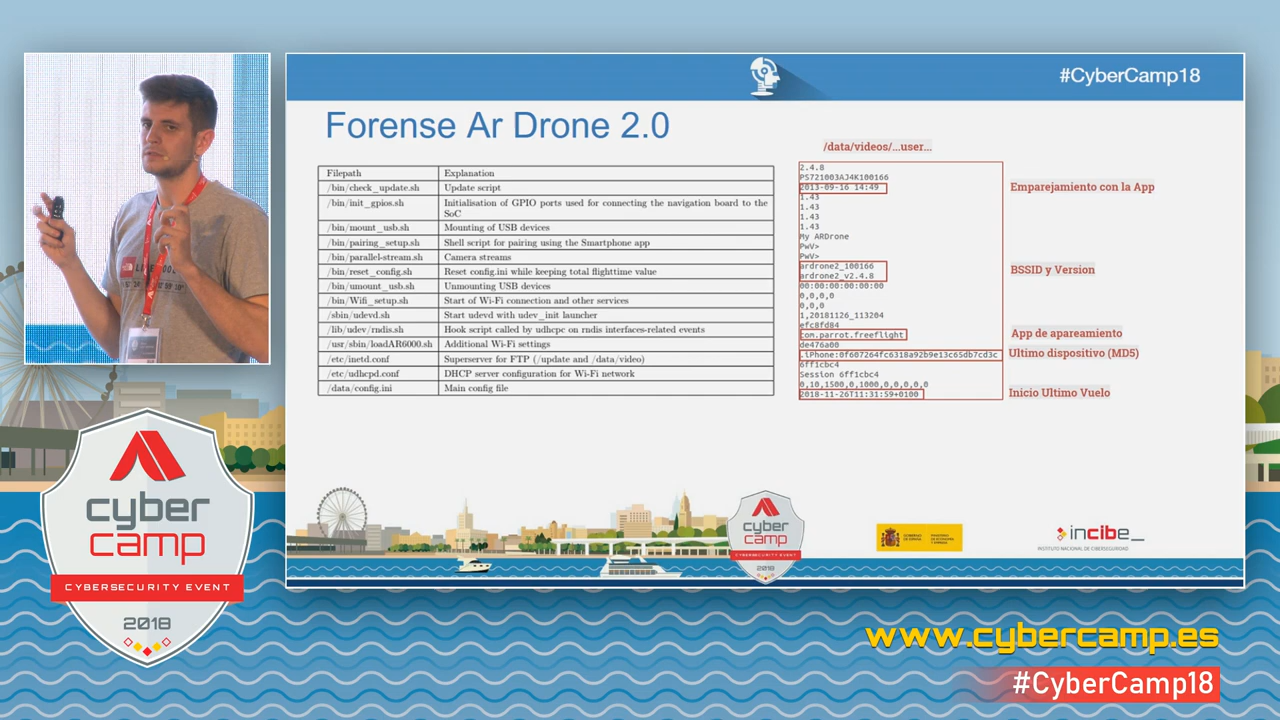 #CyberCamp18
Forense Ar Drone 2.0
Filepath Explanation
/bin/check_update.sh Update script
/bin/init_gpios.sh Initialisation of GPIO ports used for connecting the navigation board to the
SoC
/bin/mount_usb.sh Mounting of USB devices
/bin/pairing_setup.sh Shell script for pairing using the Smartphone app
/bin/parallel-stream.sh Camera streams
/bin/reset_config.sh Reset config.ini while keeping total flighttime value
/bin/umount_usb.sh Unmounting USB devices
/bin/Wifi_setup.sh Start of Wi-Fi connection and other services
/sbin/udevd.sh Start udevd with udev_init launcher
/lib/udev/rndis.sh Hook script called by udhcpc on rndis interfaces-related events
/usr/sbin/loadAR6000.sh Additional Wi-Fi settings
/etc/inetd.conf Superserver for FTP (/update and /data/video)
/etc/udhcpd.conf DHCP server configuration for Wi-Fi network
/data/config.ini Main config file
/data/videos/...user...
2.4.8
PS721003AJ4K100166
2013-09-16 14:49
1.43
1.43
1.43
1.43
My ARDrone
PwV>
PwV>
ardrone2_100166
ardrone2_v2.4.8
00:00:00:00:00:00
0,0,0,0
0,0,0
1,20181126_113204
efc8fd84
com.parrot.freeflight
de476a00
.iPhone:0f607264fc6318a92b9e13c65db7cd3c
6ff1cbc4
Session 6ff1cbc4
0,10,1500,0,1000,0,0,0,0,0
2018-11-26T11:31:59+0100
Emparejamiento con la App
BSSID y Version
App de apareamiento
Ultimo dispositivo (MD5)
Inicio Ultimo Vuelo
cyber
camp
CYBERSECURITY EVENT
2018
incibe_
INSTITUTO NACIONAL DE CIBERSEGURIDAD
cyber
camp
CYBERSECURITY EVENT
2018
www.cybercamp.es
#CyberCamp18